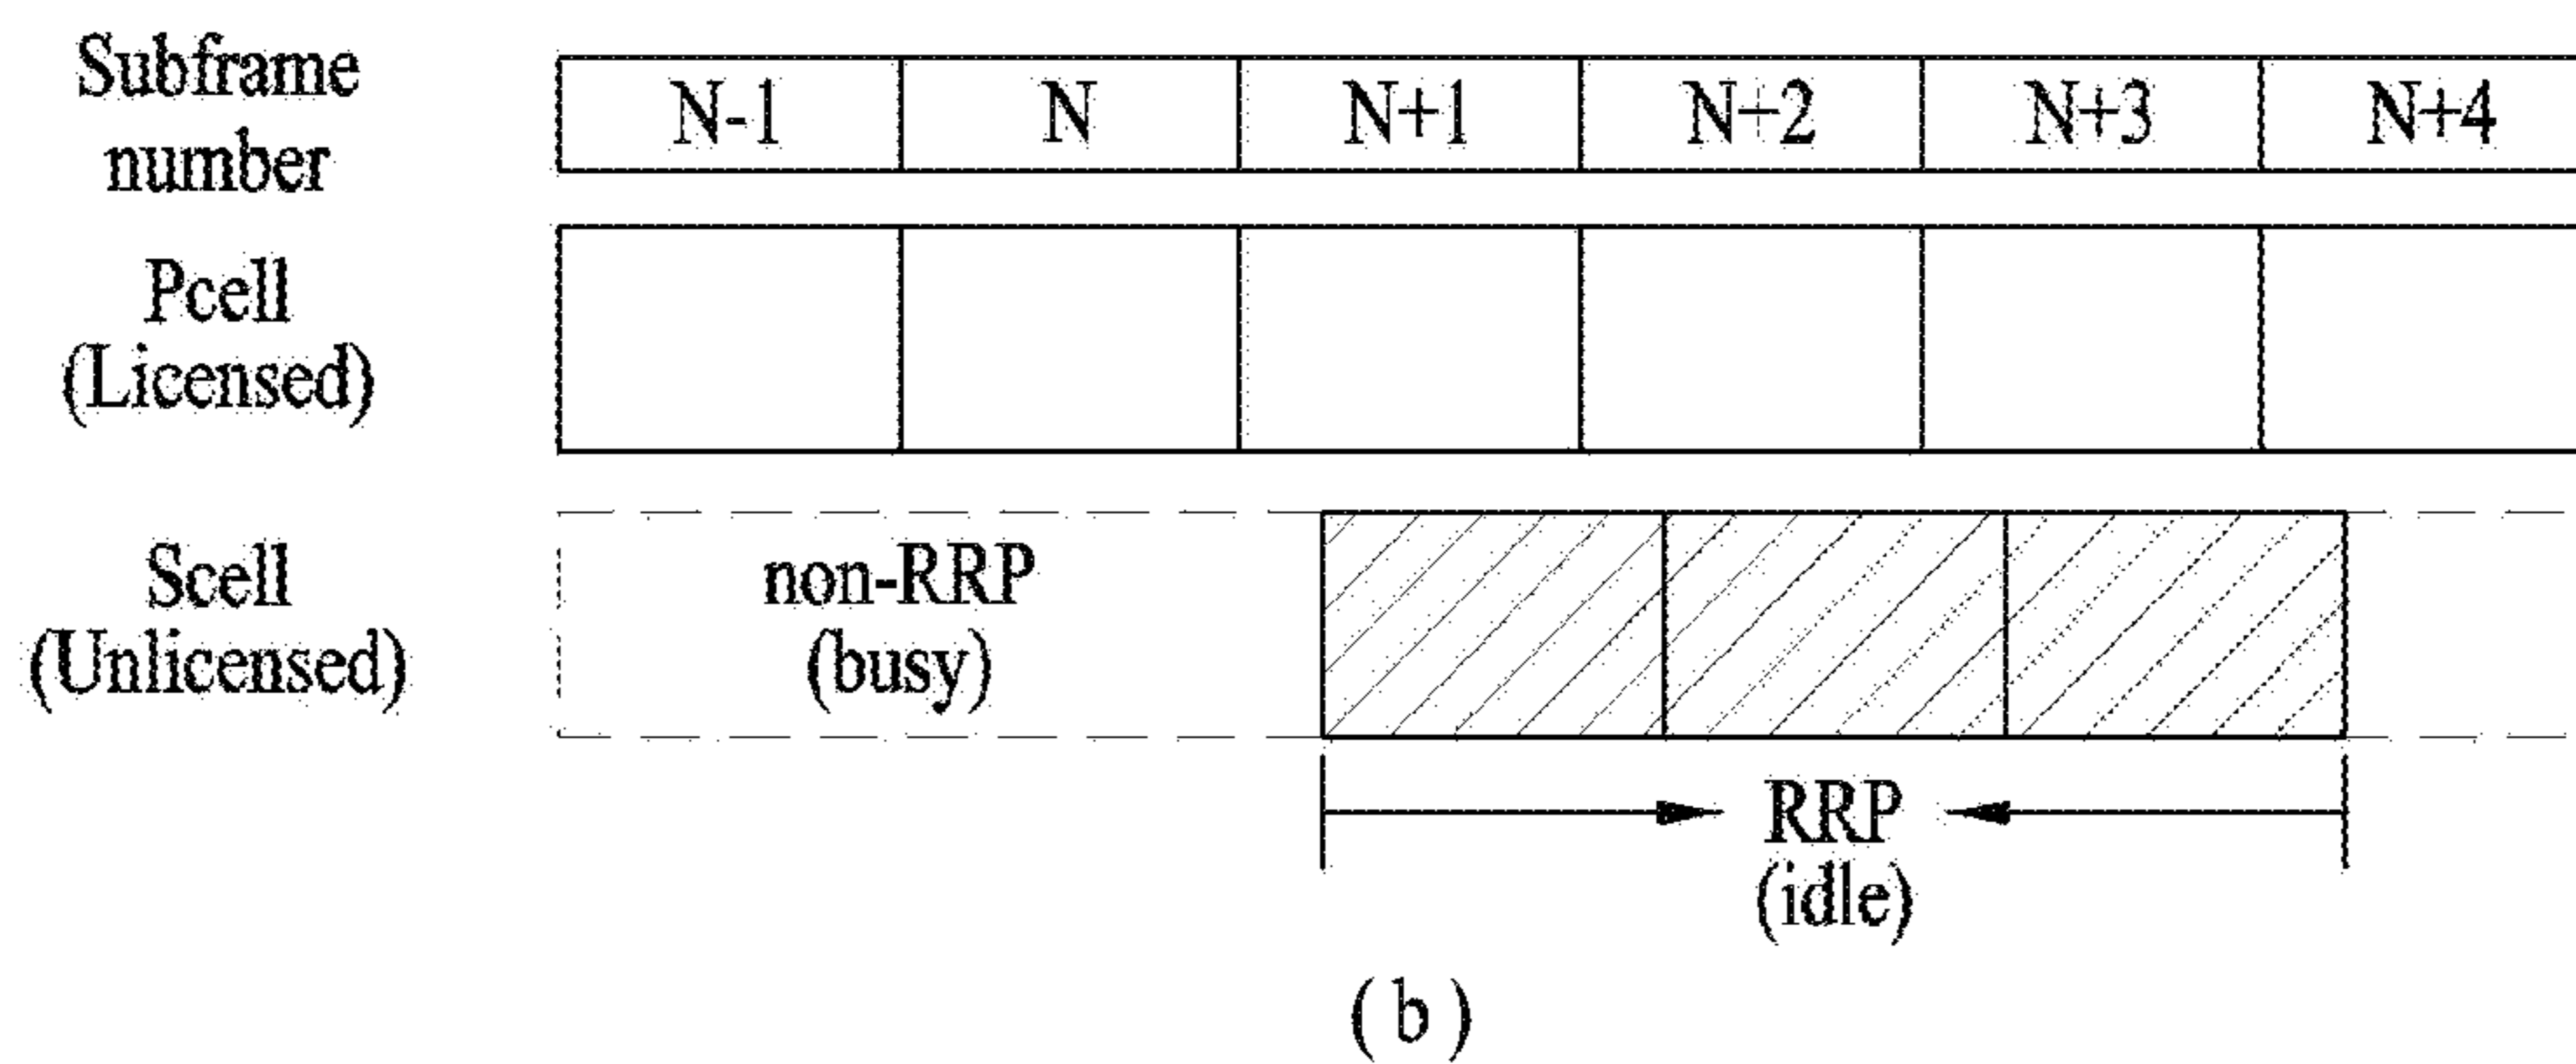 Subframe
number
N-1 N N+1 N+2 N+3 N+4
Pcell
(Licensed)
Scell
(Unlicensed)
non-RRP
(busy)
RRP
(idle)
( b )